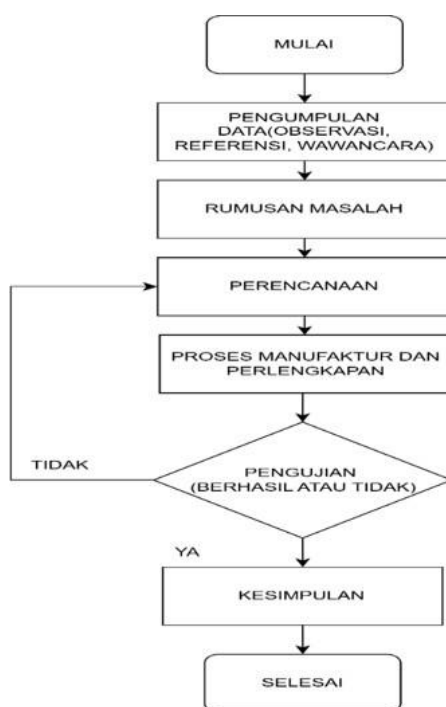 MULAI
PENGUMPULAN
DATA(OBSERVASI,
REFERENSI, WAWANCARA)
RUMUSAN MASALAH
PERENCANAAN
PROSES MANUFAKTUR DAN
PERLENGKAPAN
TIDAK
PENGUJIAN
(BERHASIL ATAU TIDAK)
YA
KESIMPULAN
SELESAI